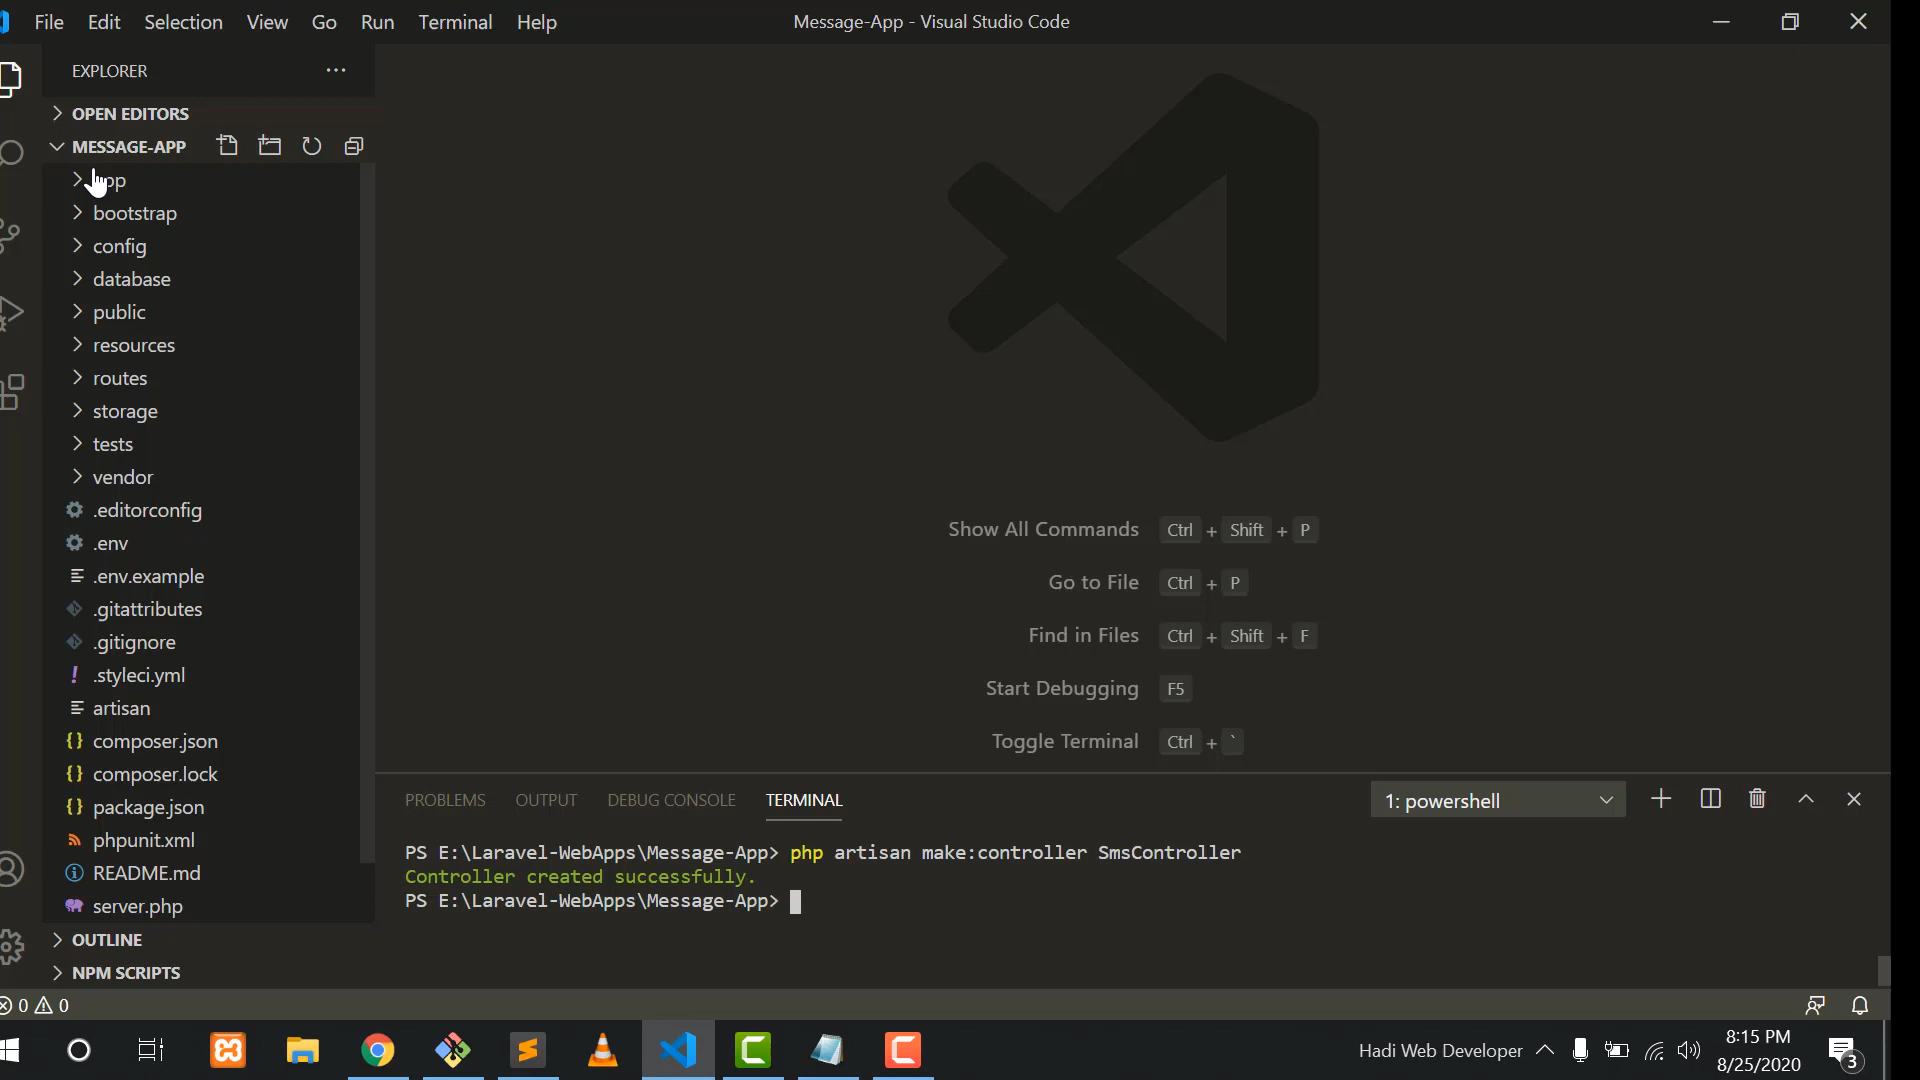 File Edit Selection View Go Run Terminal Help
Message-App - Visual Studio Code
EXPLORER
OPEN EDITORS
MESSAGE-APP
bootstrap
config
database
public
resources
routes
storage
tests
vendor
.editorconfig
.env
.env.example
.gitattributes
.gitignore
.styleci.yml
artisan
composer.json
composer.lock
package.json
phpunit.xml
README.md
server.php
OUTLINE
NPM SCRIPTS
Show All Commands Ctrl + Shift + P
Go to File Ctrl + P
Find in Files Ctrl + Shift + F
Start Debugging F5
Toggle Terminal Ctrl + `
PROBLEMS OUTPUT DEBUG CONSOLE TERMINAL
1: powershell
PS E:\Laravel-WebApps\Message-App> php artisan make:controller SmsController
Controller created successfully.
PS E:\Laravel-WebApps\Message-App>
0 0
Hadi Web Developer
8:15 PM
8/25/2020
3